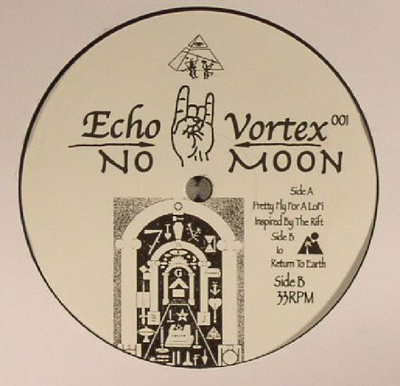 Echo Vortex 001
NO MOON
Side A
Pretty Fly For A LoFi
Inspired By The Rift
Side B
Io
Return To Earth
Side B
33RPM
G